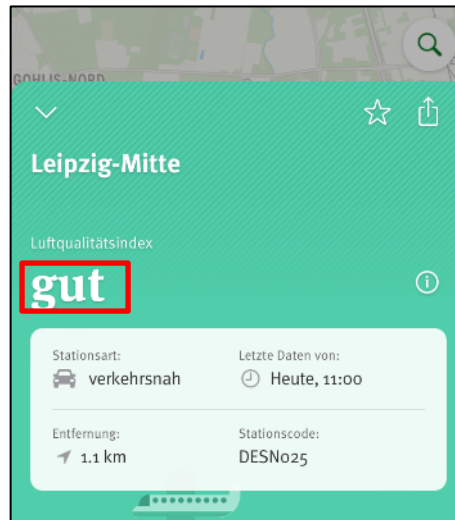 GOHLIS-NORD
Leipzig-Mitte
Luftqualitätsindex
gut
Stationsart:
verkehrsnah
Letzte Daten von:
Heute, 11:00
Entfernung:
1.1 km
Stationscode:
DESN025